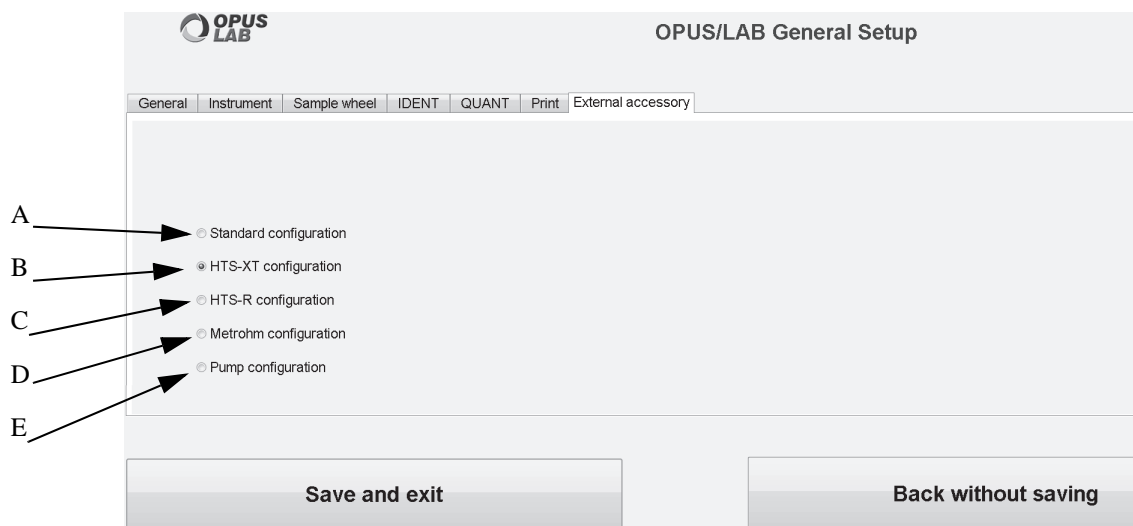 OPUS
LAB
OPUS/LAB General Setup
General Instrument Sample wheel IDENT QUANT Print External accessory
A
Standard configuration
B
HTS-XT configuration
C
HTS-R configuration
D
Metrohm configuration
E
Pump configuration
Save and exit Back without saving